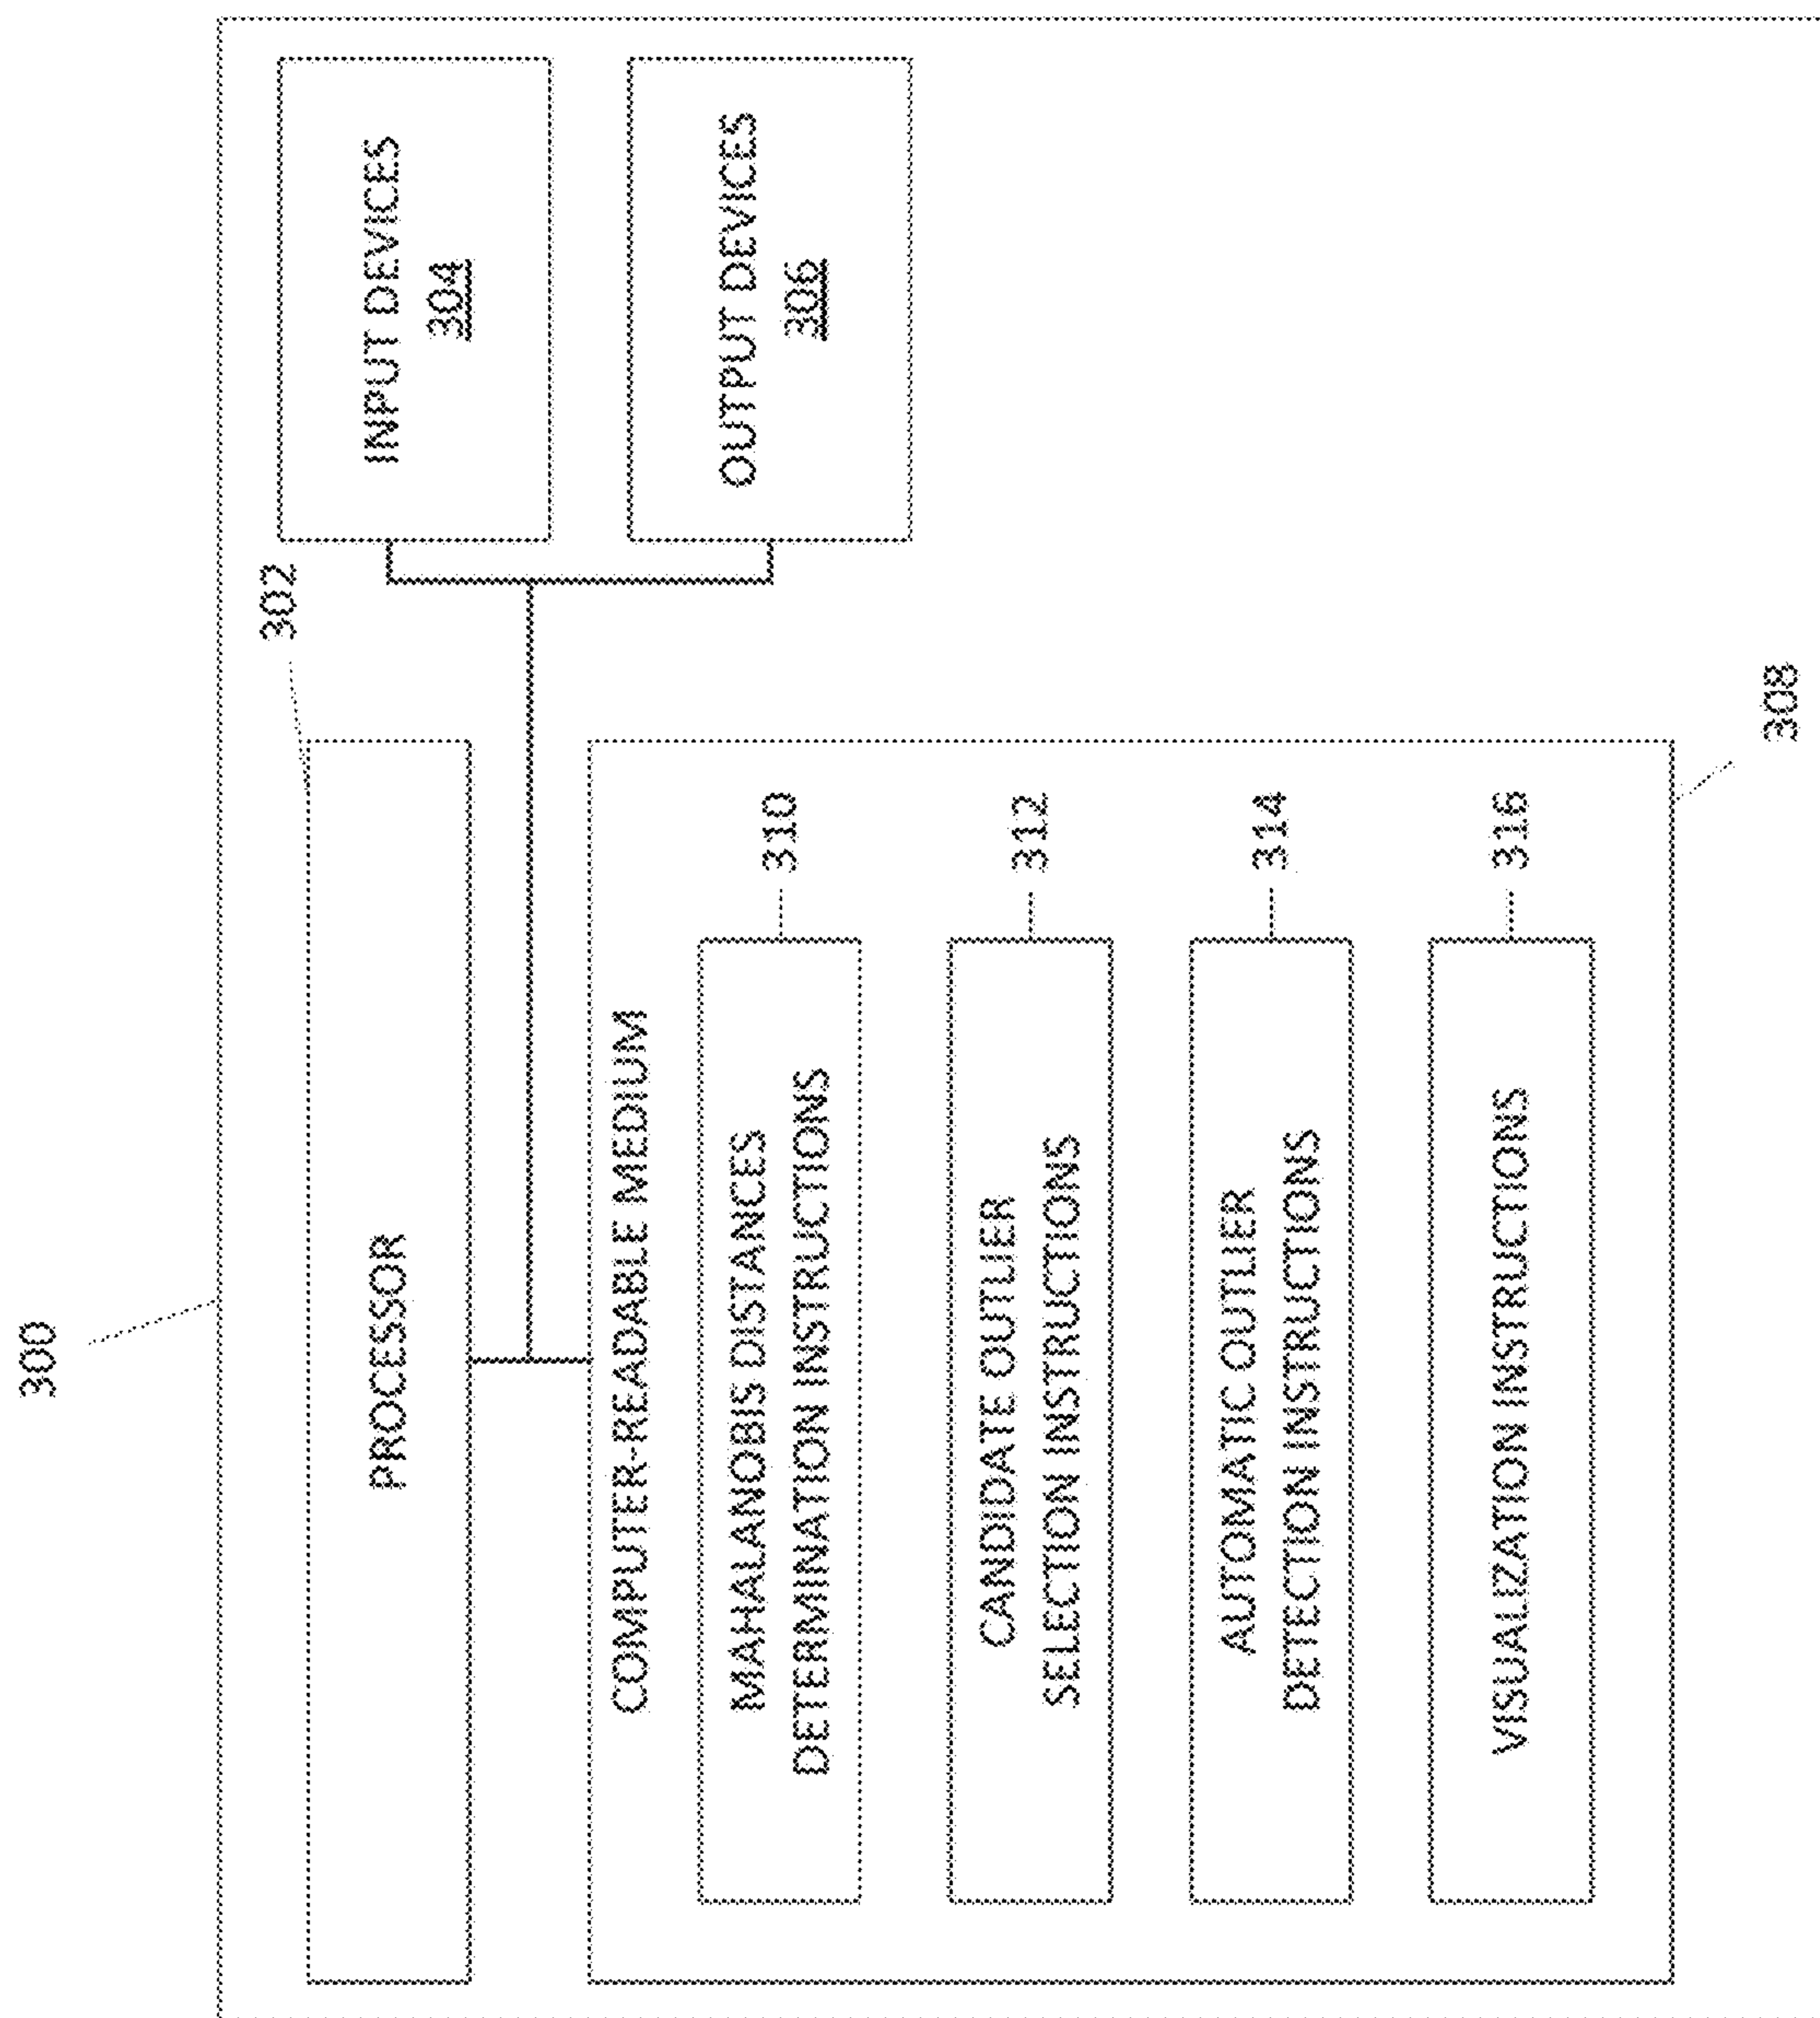 300
302
PROCESSOR
INPUT DEVICES
304
OUTPUT DEVICES
306
COMPUTER-READABLE MEDIUM
MAHALANOBIS DISTANCES
DETERMINATION INSTRUCTIONS
310
CANDIDATE OUTLIER
SELECTION INSTRUCTIONS
312
AUTOMATIC OUTLIER
DETECTION INSTRUCTIONS
314
VISUALIZATION INSTRUCTIONS
316
308